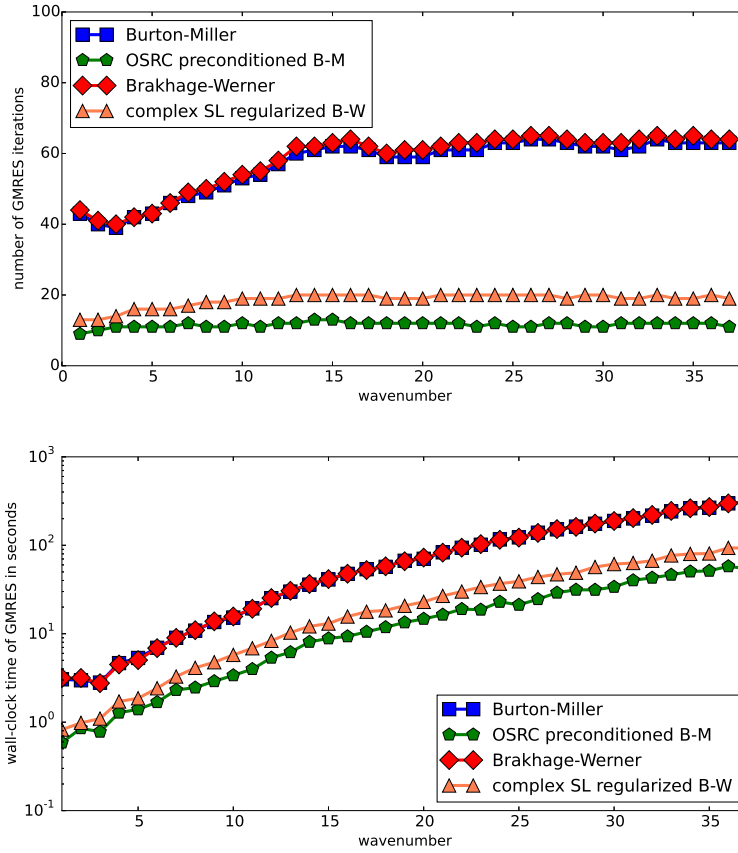 100
80
60
40
20
0
number of GMRES iterations
Burton-Miller
OSRC preconditioned B-M
Brakhage-Werner
complex SL regularized B-W
0 5 10 15 20 25 30 35
wavenumber
10^3
10^2
10^1
10^0
10^-1
wall-clock time of GMRES in seconds
Burton-Miller
OSRC preconditioned B-M
Brakhage-Werner
complex SL regularized B-W
5 10 15 20 25 30 35
wavenumber